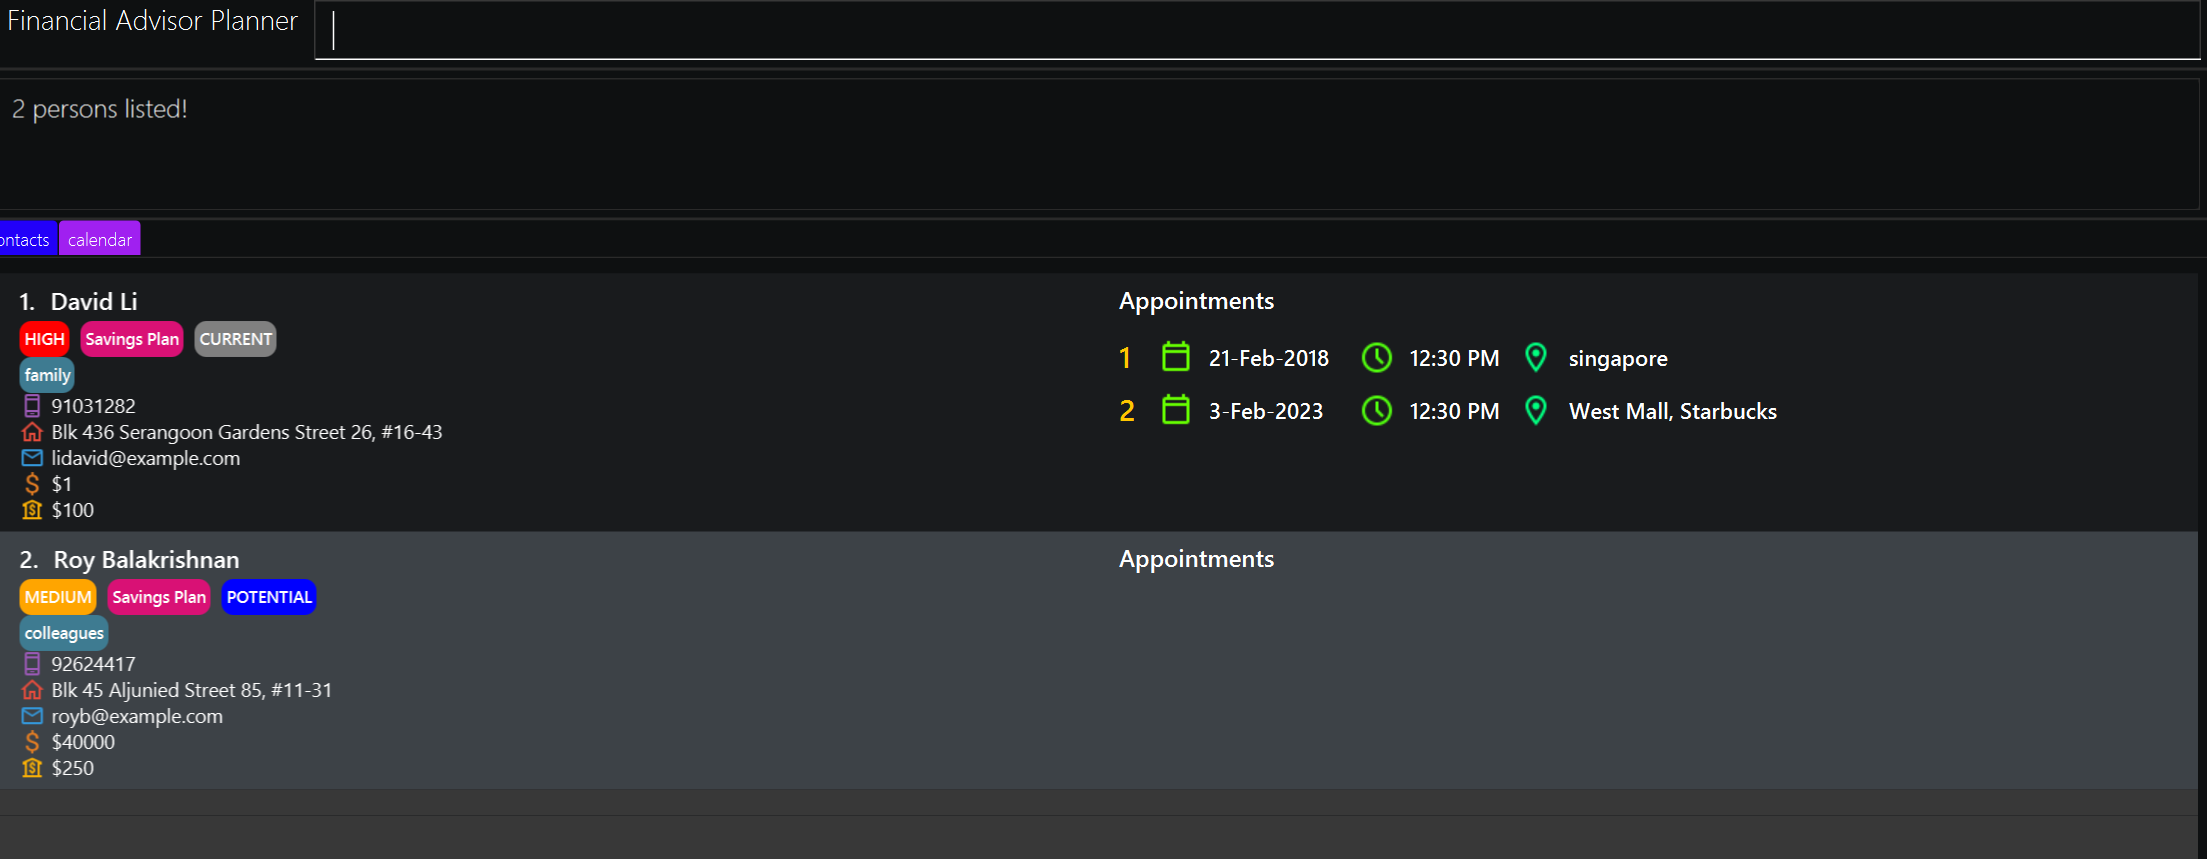 Financial Advisor Planner
2 persons listed!
ontacts calendar
1. David Li
HIGH Savings Plan CURRENT
family
91031282
Blk 436 Serangoon Gardens Street 26, #16-43
lidavid@example.com
$1
$100
Appointments
1 21-Feb-2018 12:30 PM singapore
2 3-Feb-2023 12:30 PM West Mall, Starbucks
2. Roy Balakrishnan
MEDIUM Savings Plan POTENTIAL
colleagues
92624417
Blk 45 Aljunied Street 85, #11-31
royb@example.com
$40000
$250
Appointments